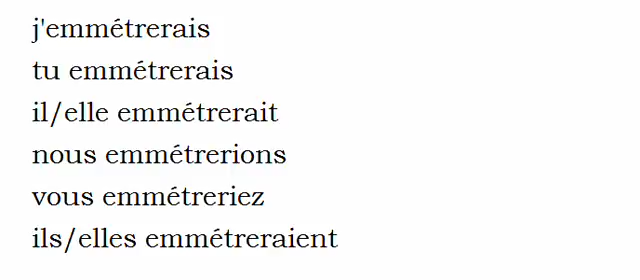 j'emmétrerais
tu emmétrerais
il/elle emmétrerait
nous emmétrerions
vous emmétreriez
ils/elles emmétreraient